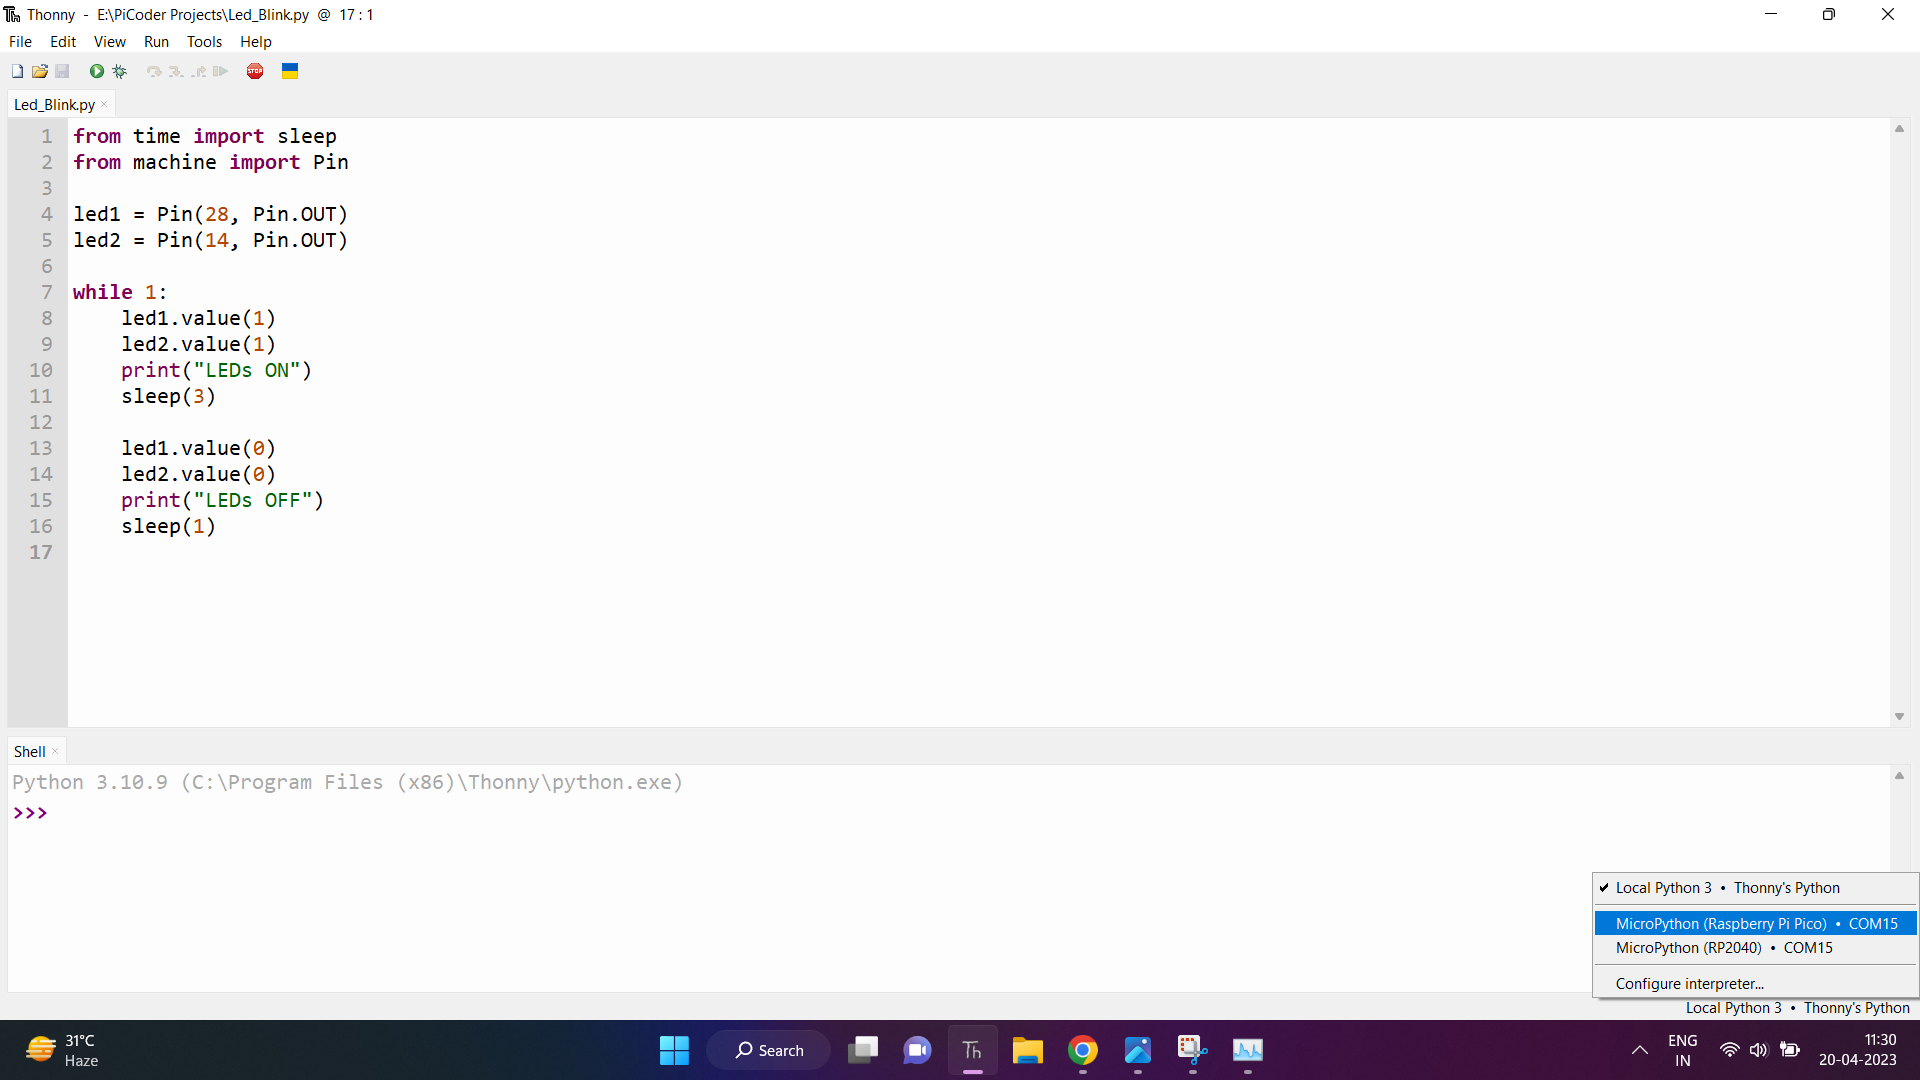 Thonny - E:\PiCoder Projects\Led_Blink.py @ 17 : 1
File Edit View Run Tools Help
STOP
Led_Blink.py ×
1 from time import sleep
2 from machine import Pin
3
4 led1 = Pin(28, Pin.OUT)
5 led2 = Pin(14, Pin.OUT)
6
7 while 1:
8     led1.value(1)
9     led2.value(1)
10     print("LEDs ON")
11     sleep(3)
12
13     led1.value(0)
14     led2.value(0)
15     print("LEDs OFF")
16     sleep(1)
17
Shell ×
Python 3.10.9 (C:\Program Files (x86)\Thonny\python.exe)
>>>
✔ Local Python 3 • Thonny's Python
MicroPython (Raspberry Pi Pico) • COM15
MicroPython (RP2040) • COM15
Configure interpreter...
Local Python 3 • Thonny's Python
31°C
Haze
Search
Th
ENG
IN
11:30
20-04-2023